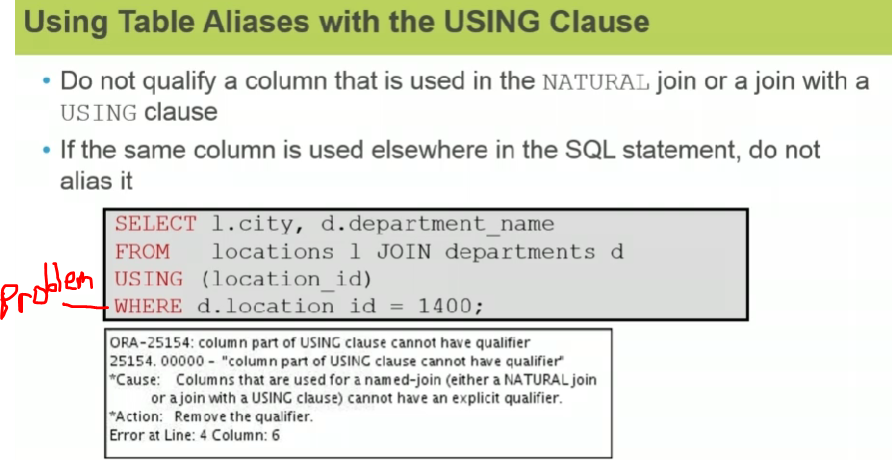 Using Table Aliases with the USING Clause
• Do not qualify a column that is used in the NATURAL join or a join with a
USING clause
• If the same column is used elsewhere in the SQL statement, do not
alias it
SELECT l.city, d.department_name
FROM locations l JOIN departments d
USING (location_id)
Problem
WHERE d.location id = 1400;
ORA-25154: column part of USING clause cannot have qualifier
25154. 00000 - "column part of USING clause cannot have qualifier"
*Cause: Columns that are used for a named-join (either a NATURAL join
or a join with a USING clause) cannot have an explicit qualifier.
*Action: Remove the qualifier.
Error at Line: 4 Column: 6